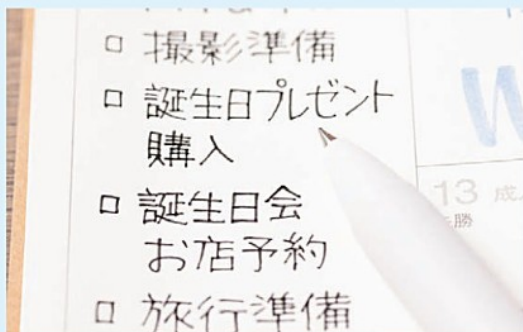 □ 撮影準備
□ 誕生日プレゼント
購入
□ 誕生日会
お店予約
□ 旅行準備
13
勝